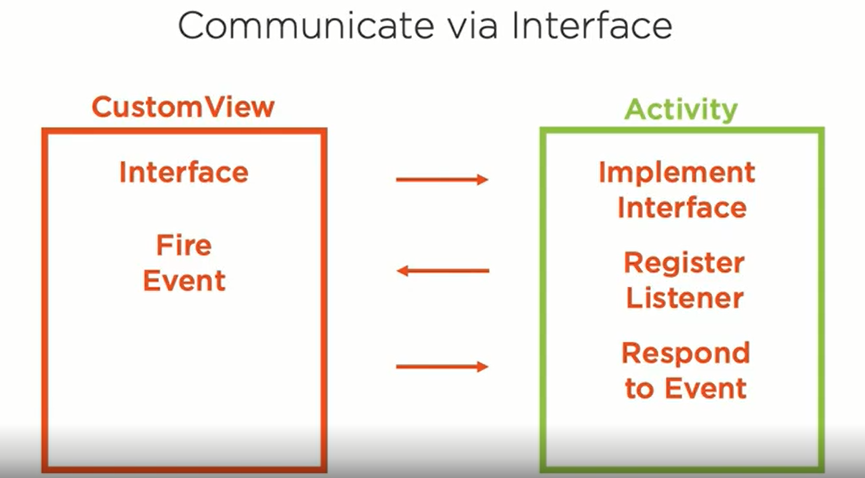 Communicate via Interface
CustomView
Interface
Fire
Event
Activity
Implement
Interface
Register
Listener
Respond
to Event